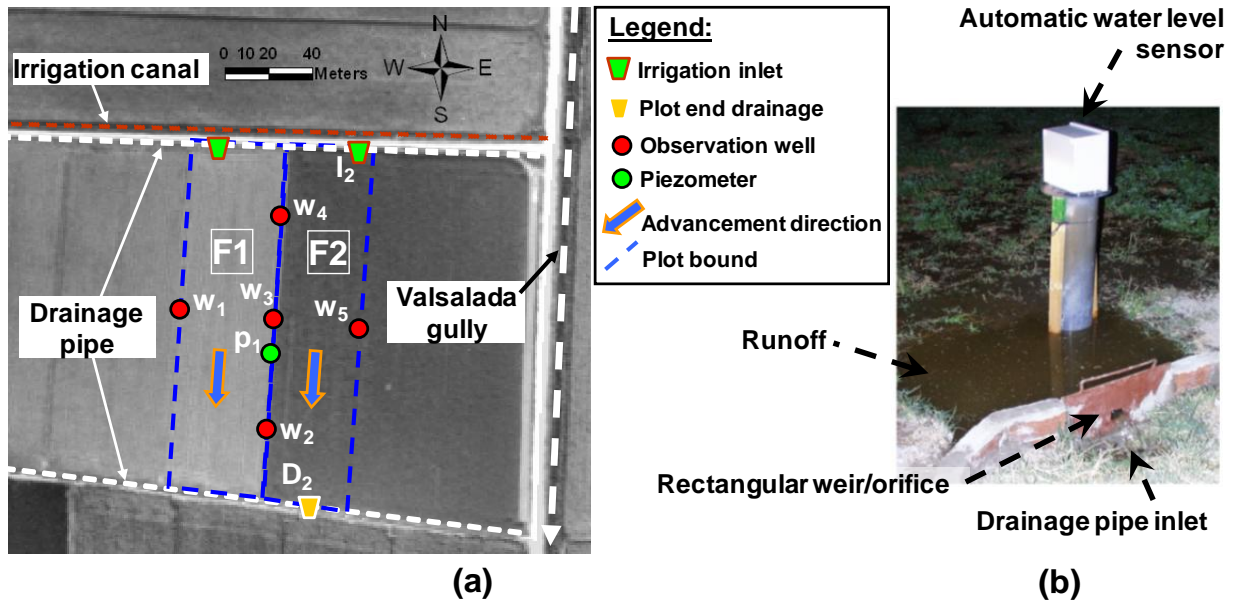 N
W E
S
0 10 20 40
Meters
Irrigation canal
I2
w4
F1 F2
w3
w1
w5
p1
Drainage
pipe
Valsalada
gully
w2
D2
(a)
Legend:
Irrigation inlet
Plot end drainage
Observation well
Piezometer
Advancement direction
Plot bound
Automatic water level
sensor
Runoff
Rectangular weir/orifice
Drainage pipe inlet
(b)